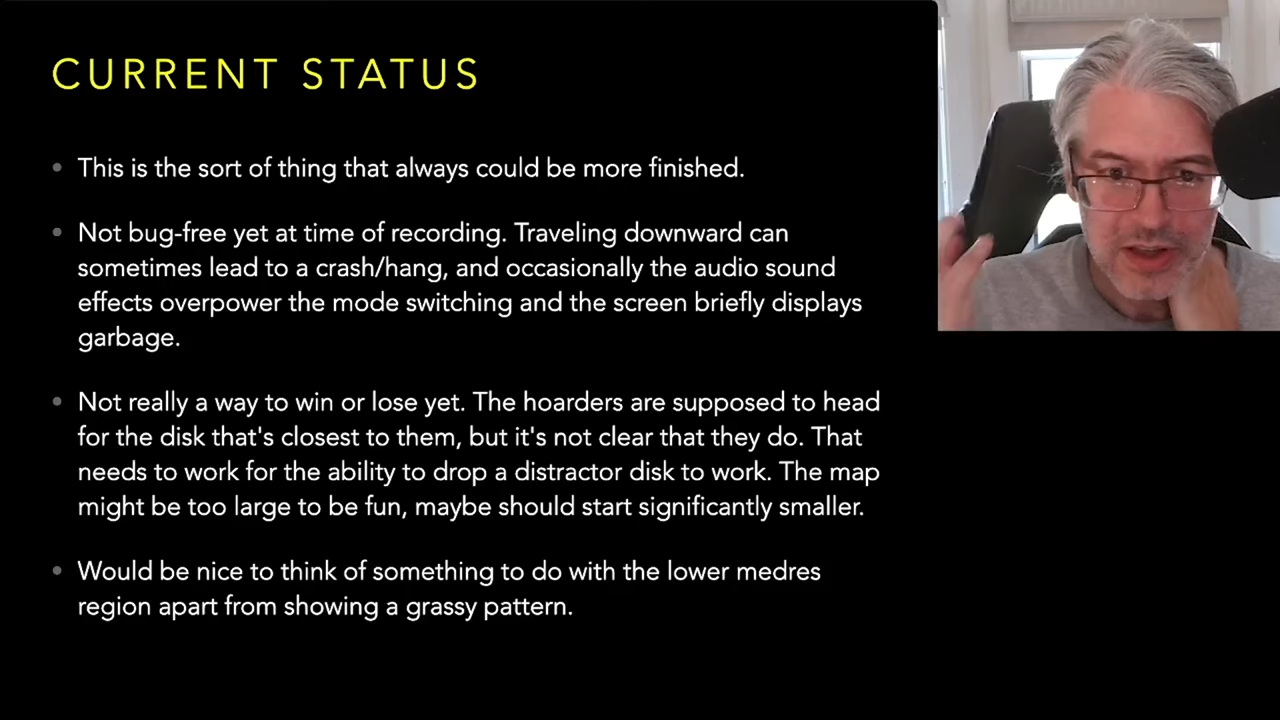 CURRENT STATUS
• This is the sort of thing that always could be more finished.
• Not bug-free yet at time of recording. Traveling downward can
sometimes lead to a crash/hang, and occasionally the audio sound
effects overpower the mode switching and the screen briefly displays
garbage.
• Not really a way to win or lose yet. The hoarders are supposed to head
for the disk that's closest to them, but it's not clear that they do. That
needs to work for the ability to drop a distractor disk to work. The map
might be too large to be fun, maybe should start significantly smaller.
• Would be nice to think of something to do with the lower medres
region apart from showing a grassy pattern.